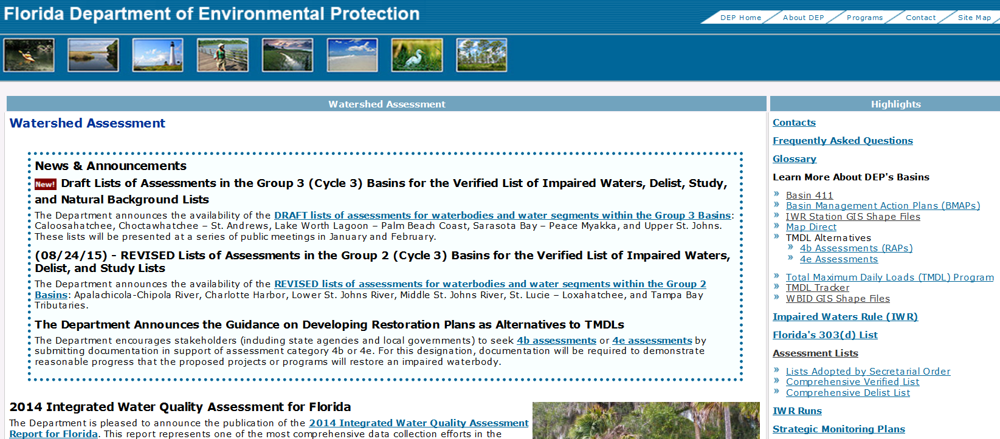 Florida Department of Environmental Protection
DEP Home
About DEP
Programs
Contact
Site Map
Watershed Assessment
Watershed Assessment
News & Announcements
New! Draft Lists of Assessments in the Group 3 (Cycle 3) Basins for the Verified List of Impaired Waters, Delist, Study,
and Natural Background Lists
The Department announces the availability of the DRAFT lists of assessments for waterbodies and water segments within the Group 3 Basins:
Caloosahatchee, Choctawhatchee – St. Andrews, Lake Worth Lagoon – Palm Beach Coast, Sarasota Bay – Peace Myakka, and Upper St. Johns.
These lists will be presented at a series of public meetings in January and February.
(08/24/15) - REVISED Lists of Assessments in the Group 2 (Cycle 3) Basins for the Verified List of Impaired Waters,
Delist, and Study Lists
The Department announces the availability of the REVISED lists of assessments for waterbodies and water segments within the Group 2
Basins: Apalachicola-Chipola River, Charlotte Harbor, Lower St. Johns River, Middle St. Johns River, St. Lucie – Loxahatchee, and Tampa Bay
Tributaries.
The Department Announces the Guidance on Developing Restoration Plans as Alternatives to TMDLs
The Department encourages stakeholders (including state agencies and local governments) to seek 4b assessments or 4e assessments by
submitting documentation in support of assessment category 4b or 4e. For this designation, documentation will be required to demonstrate
reasonable progress that the proposed projects or programs will restore an impaired waterbody.
2014 Integrated Water Quality Assessment for Florida
The Department is pleased to announce the publication of the 2014 Integrated Water Quality Assessment
Report for Florida. This report represents one of the most comprehensive data collection efforts in the
Highlights
Contacts
Frequently Asked Questions
Glossary
Learn More About DEP's Basins
» Basin 411
» Basin Management Action Plans (BMAPs)
» IWR Station GIS Shape Files
» Map Direct
» TMDL Alternatives
» 4b Assessments (RAPs)
» 4e Assessments
» Total Maximum Daily Loads (TMDL) Program
» TMDL Tracker
» WBID GIS Shape Files
Impaired Waters Rule (IWR)
Florida's 303(d) List
Assessment Lists
» Lists Adopted by Secretarial Order
» Comprehensive Verified List
» Comprehensive Delist List
IWR Runs
Strategic Monitoring Plans